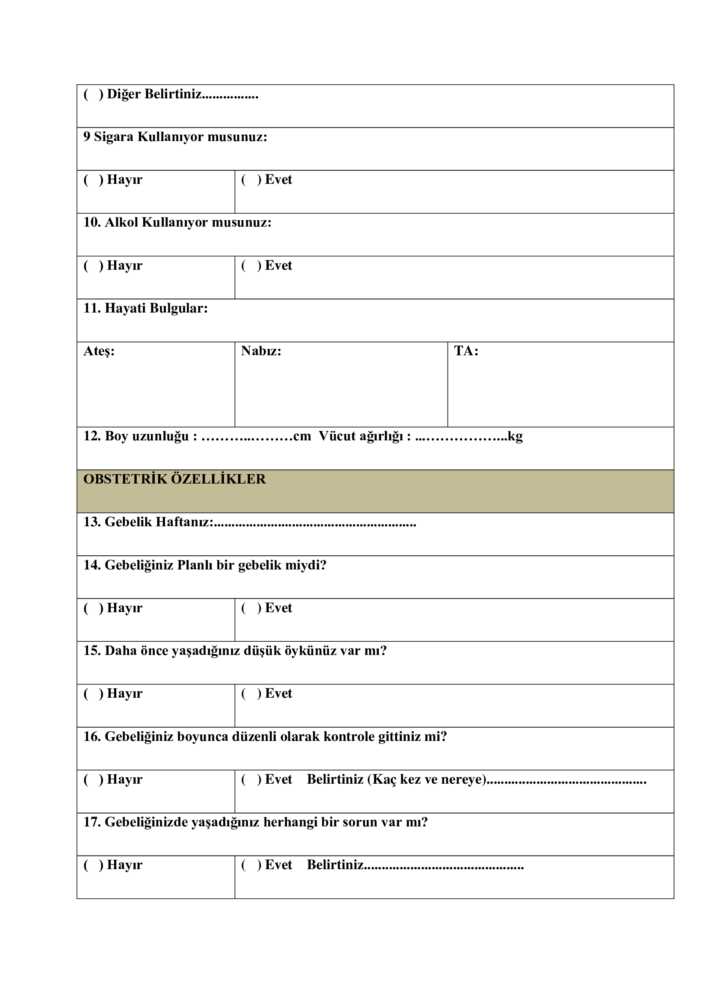 ( ) Diğer Belirtiniz................
9 Sigara Kullanıyor musunuz:
( ) Hayır ( ) Evet
10. Alkol Kullanıyor musunuz:
( ) Hayır ( ) Evet
11. Hayati Bulgular:
Ateş: Nabız: TA:
12. Boy uzunluğu : ………...………cm Vücut ağırlığı : ...………………...kg
OBSTETRİK ÖZELLİKLER
13. Gebelik Haftanız:.........................................................
14. Gebeliğiniz Planlı bir gebelik miydi?
( ) Hayır ( ) Evet
15. Daha önce yaşadığınız düşük öykünüz var mı?
( ) Hayır ( ) Evet
16. Gebeliğiniz boyunca düzenli olarak kontrole gittiniz mi?
( ) Hayır ( ) Evet Belirtiniz (Kaç kez ve nereye).............................................
17. Gebeliğinizde yaşadığınız herhangi bir sorun var mı?
( ) Hayır ( ) Evet Belirtiniz.............................................